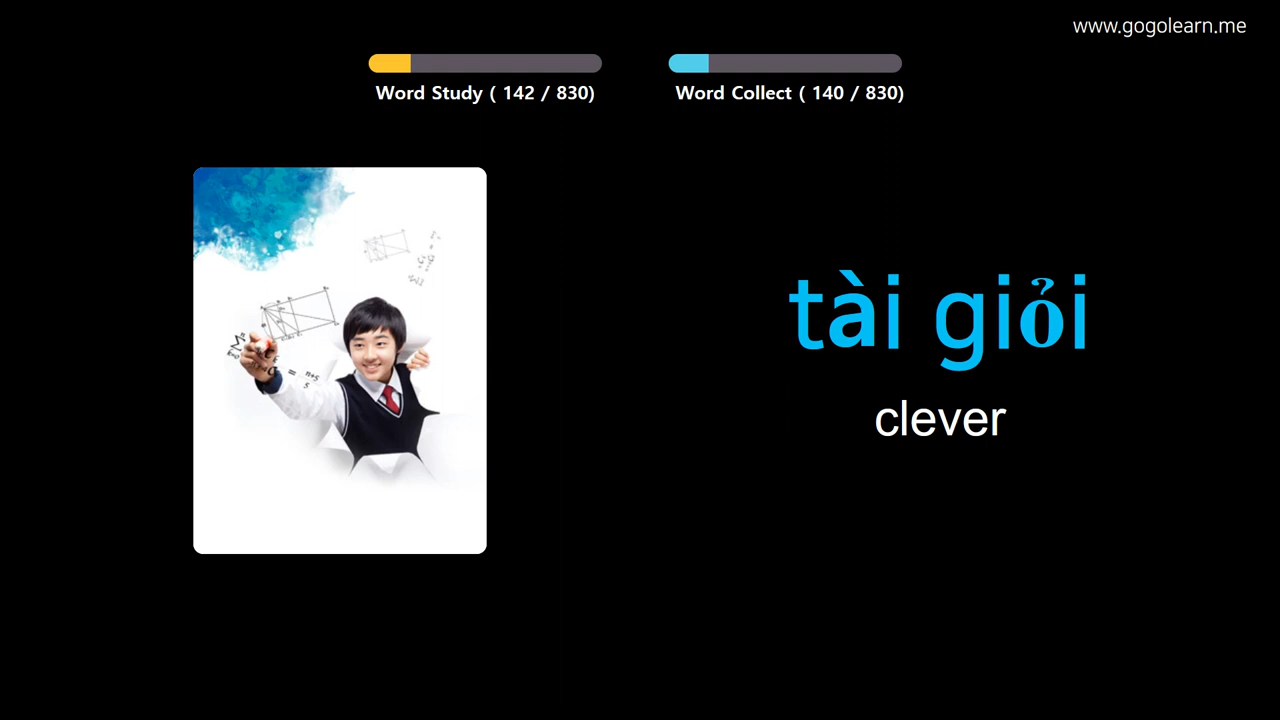 www.gogolearn.me
Word Study ( 142 / 830)
Word Collect ( 140 / 830)
tài giỏi
clever